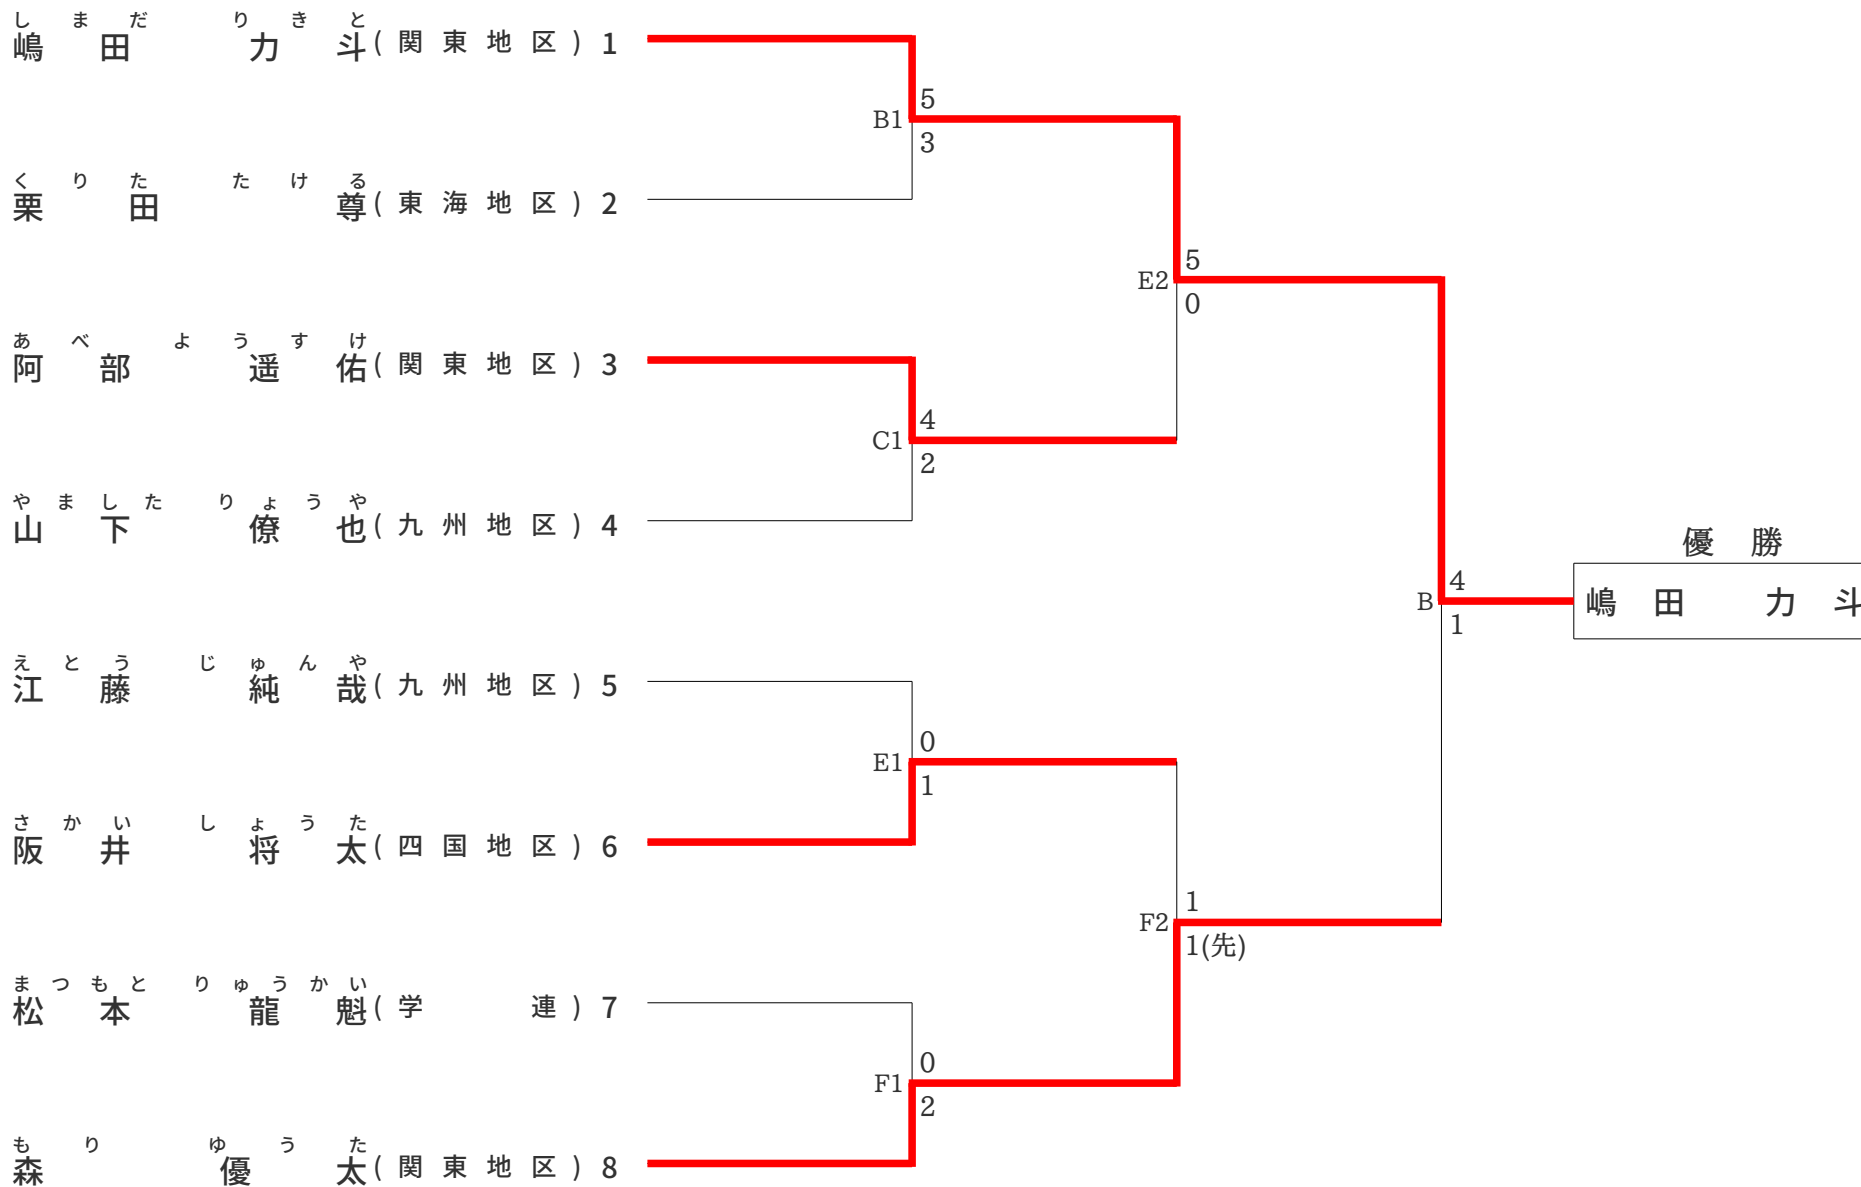 しまだ りきと
嶋田 力斗(関東地区) 1
くりた たける
栗田 尊(東海地区) 2
あべ ようすけ
阿部 遥佑(関東地区) 3
やました りょうや
山下 僚也(九州地区) 4
えとう じゅんや
江藤 純哉(九州地区) 5
さかい しょうた
阪井 将太(四国地区) 6
まつもと りゅうかい
松本 龍魁(学連) 7
もり ゆうた
森 優太(関東地区) 8
5
B1
3
4
C1
2
0
E1
1
0
F1
2
5
E2
0
1
F2
1(先)
4
B
1
優勝
嶋田 力斗